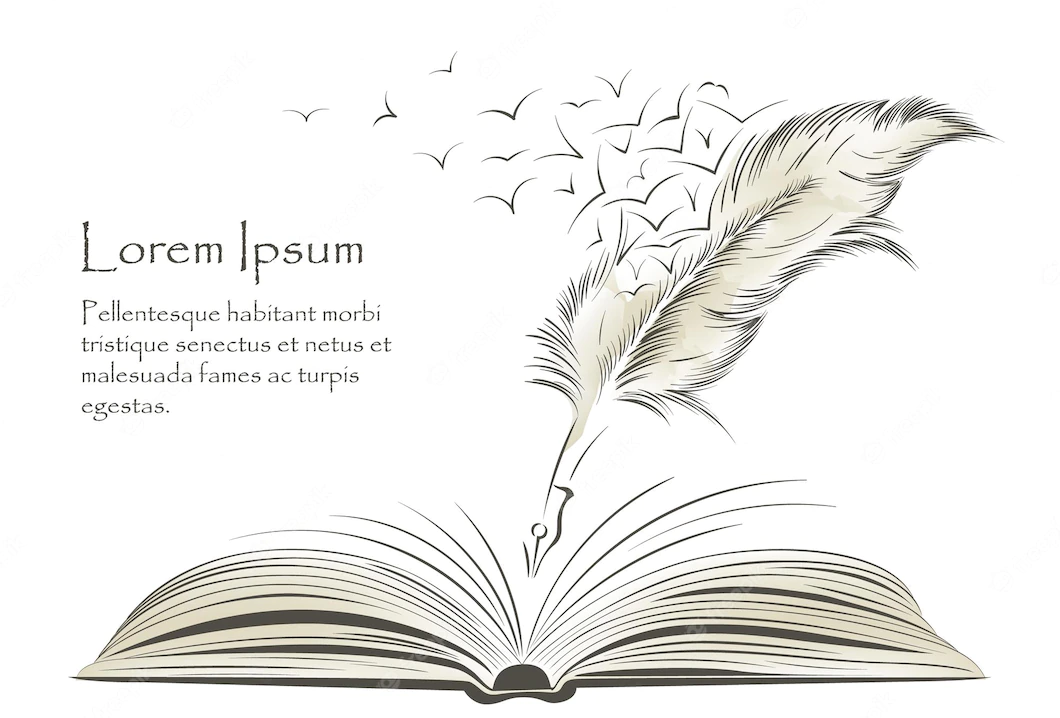 Lorem Ipsum
Pellentesque habitant morbi
tristique senectus et netus et
malesuada fames ac turpis
egestas.